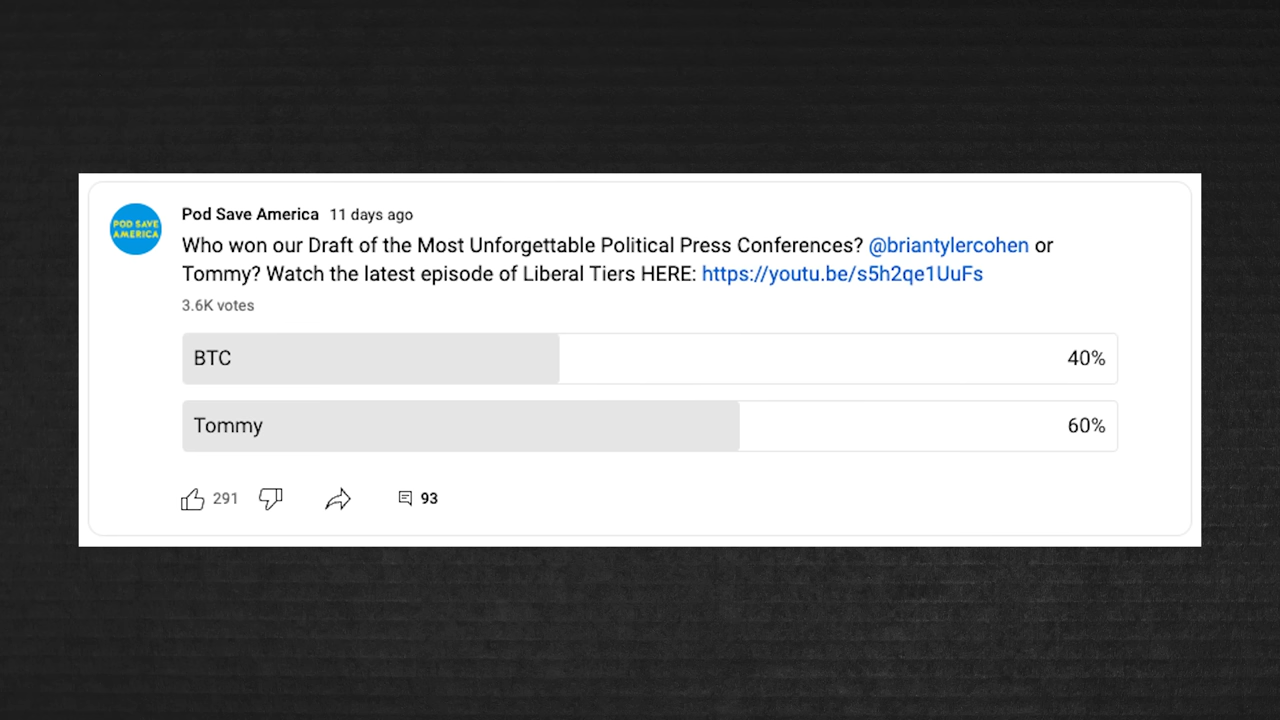 POD SAVE
AMERICA
Pod Save America 11 days ago
Who won our Draft of the Most Unforgettable Political Press Conferences? @briantylercohen or
Tommy? Watch the latest episode of Liberal Tiers HERE: https://youtu.be/s5h2qe1UuFs
3.6K votes
BTC 40%
Tommy 60%
291 93